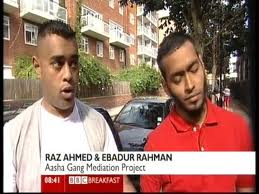 RAZ AHMED & EBADUR RAHMAN
Aasha Gang Mediation Project
08:41 BBC BREAKFAST